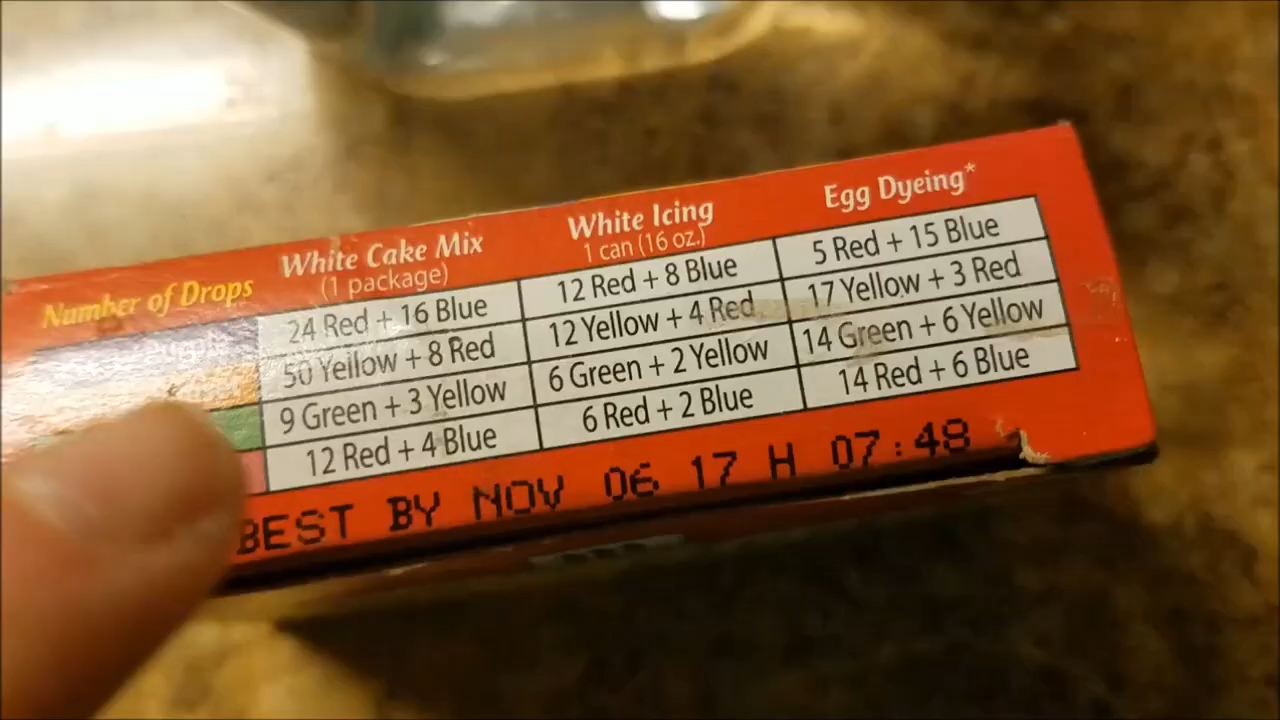 Number of Drops White Cake Mix (1 package) White Icing 1 can (16 oz.) Egg Dyeing*
24 Red + 16 Blue 12 Red + 8 Blue 5 Red + 15 Blue
50 Yellow + 8 Red 12 Yellow + 4 Red 17 Yellow + 3 Red
9 Green + 3 Yellow 6 Green + 2 Yellow 14 Green + 6 Yellow
12 Red + 4 Blue 6 Red + 2 Blue 14 Red + 6 Blue
BEST BY NOV 06 17 H 07:48